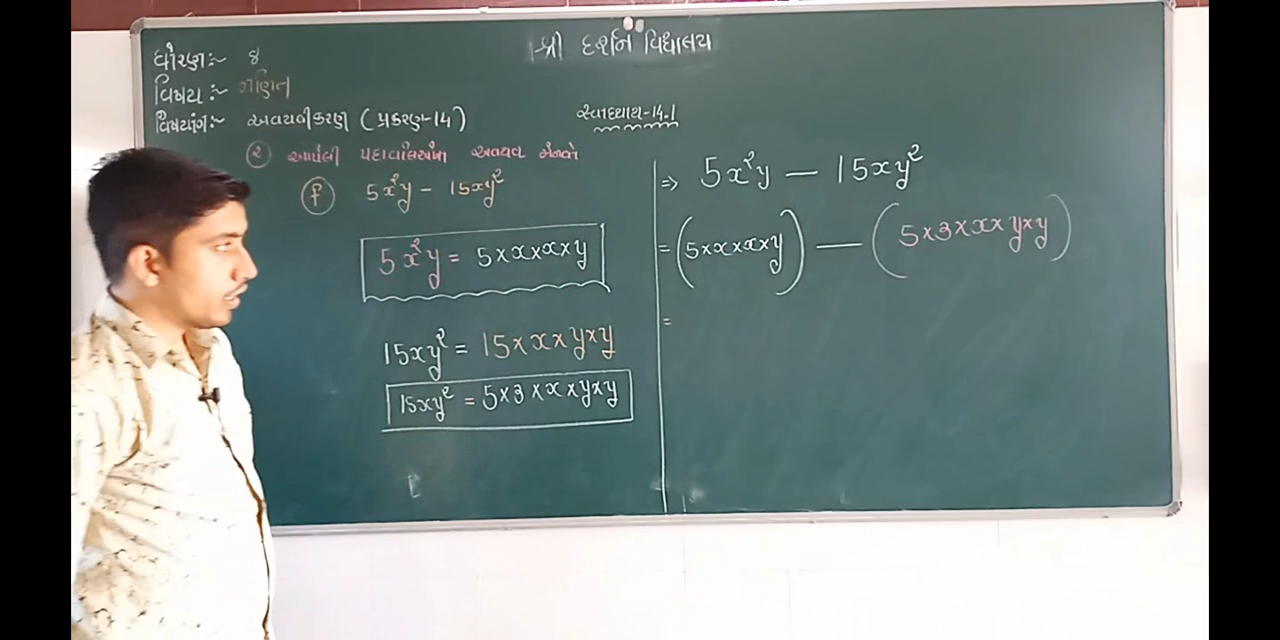 શ્રી દર્શન વિદ્યાલય
ધોરણ:- ૪
વિષય:- ગણિત
વિષયાંગ:- અવયવીકરણ (પ્રકરણ-14)
સ્વાધ્યાય-14.1
૨ આપેલી પદાવલિઓના અવયવ મેળવો
f 5x²y - 15xy²
5x²y = 5×x×x×y
15xy² = 15×x×y×y
15xy² = 5×3×x×y×y
⇒ 5x²y — 15xy²
= (5×x×x×y) — (5×3×x×y×y)
=